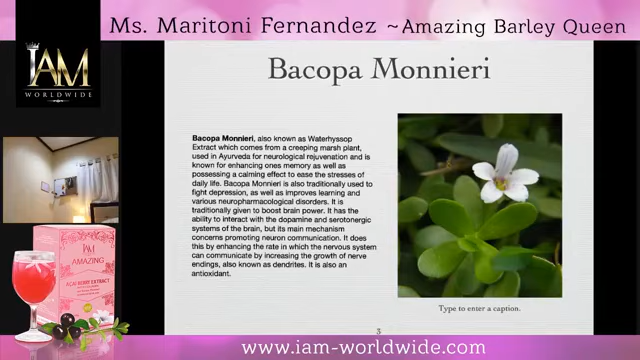 Ms. Maritoni Fernandez ~Amazing Barley Queen
IAM
WORLDWIDE
Bacopa Monnieri
Bacopa Monnieri, also known as Waterhyssop
Extract which comes from a creeping marsh plant,
used in Ayurveda for neurological rejuvenation and is
known for enhancing ones memory as well as
possessing a calming effect to ease the stresses of
daily life. Bacopa Monnieri is also traditionally used to
fight depression, as well as improves learning and
various neuropharmacological disorders. It is
traditionally given to boost brain power. It has the
ability to interact with the dopamine and serotonergic
systems of the brain, but its main mechanism
concerns promoting neuron communication. It does
this by enhancing the rate in which the nervous system
can communicate by increasing the growth of nerve
endings, also known as dendrites. It is also an
antioxidant.
Type to enter a caption.
3
IAM
AMAZING
AÇAI BERRY EXTRACT
www.iam-worldwide.com